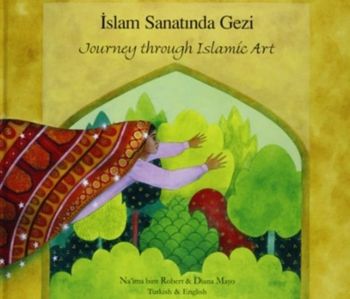 İslam Sanatında Gezi
Journey through Islamic Art
Na'ima bint Robert & Diana Mayo
Turkish & English